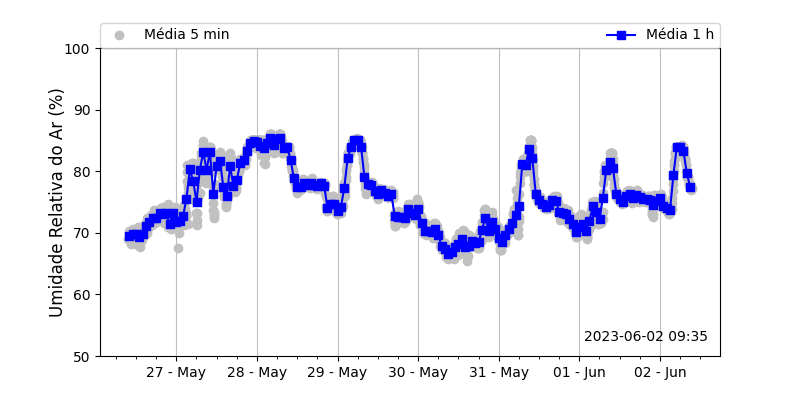 Média 5 min
Média 1 h
Umidade Relativa do Ar (%)
100
90
80
70
60
50
2023-06-02 09:35
27 - May
28 - May
29 - May
30 - May
31 - May
01 - Jun
02 - Jun